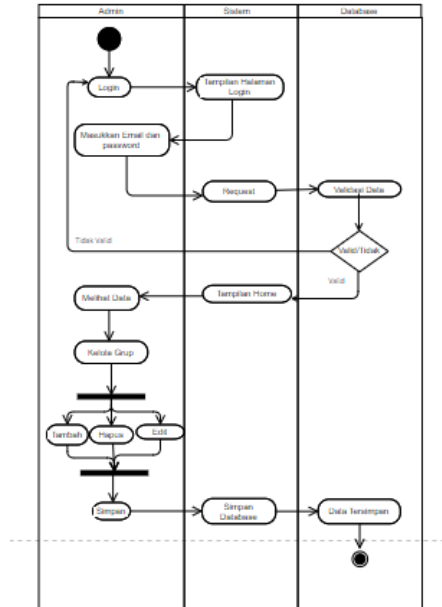 Admin
Sistem
Database
Login
Tampilan Halaman
Login
Masukkan Email dan
password
Request
Validasi Data
Valid/Tidak
Tidak Valid
Valid
Tampilan Home
Melihat Data
Kelola Grup
Tambah
Hapus
Edit
Simpan
Simpan
Database
Data Tersimpan